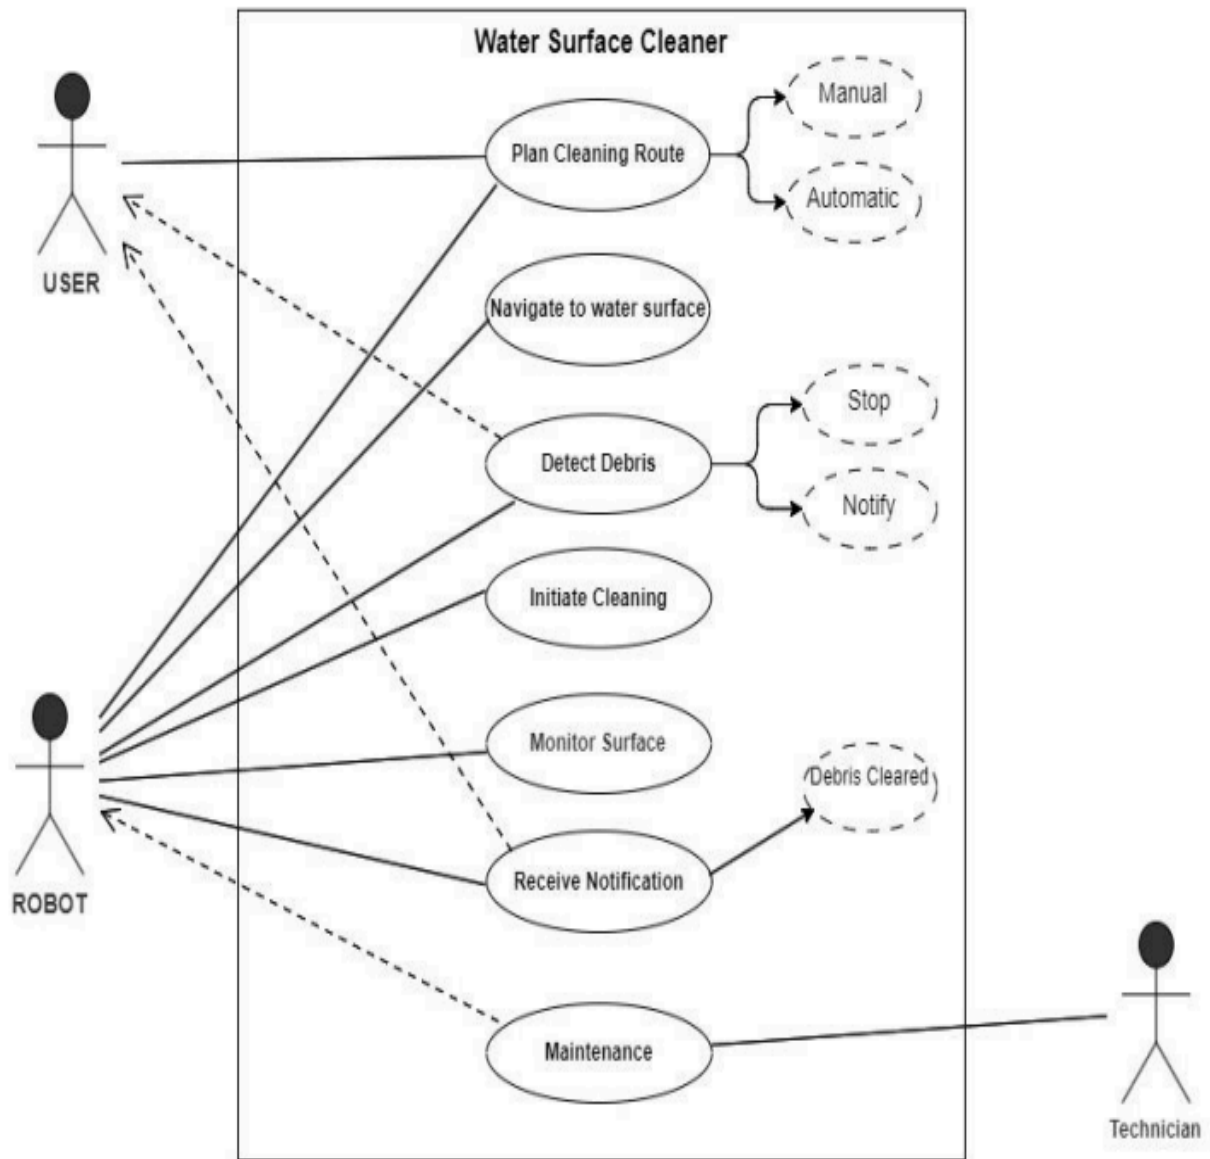 Water Surface Cleaner
Manual
Plan Cleaning Route
Automatic
USER
Navigate to water surface
Stop
Detect Debris
Notify
Initiate Cleaning
Monitor Surface
Debris Cleared
Receive Notification
ROBOT
Maintenance
Technician